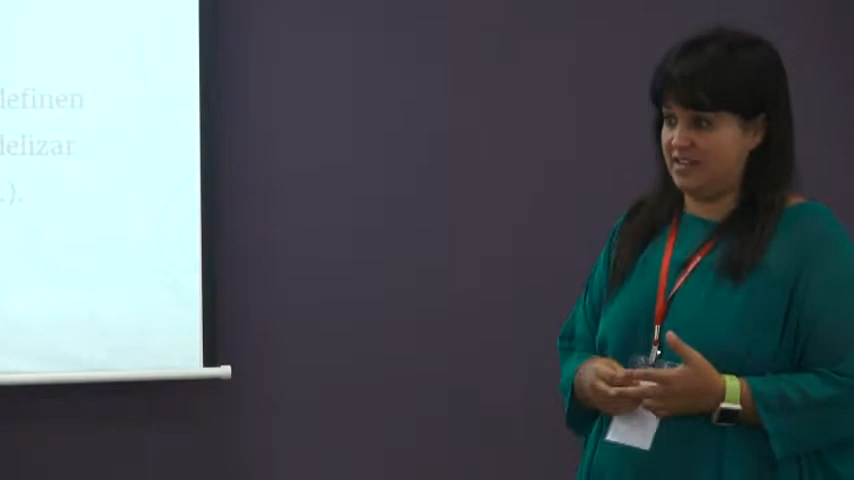 definen
delizar
.).